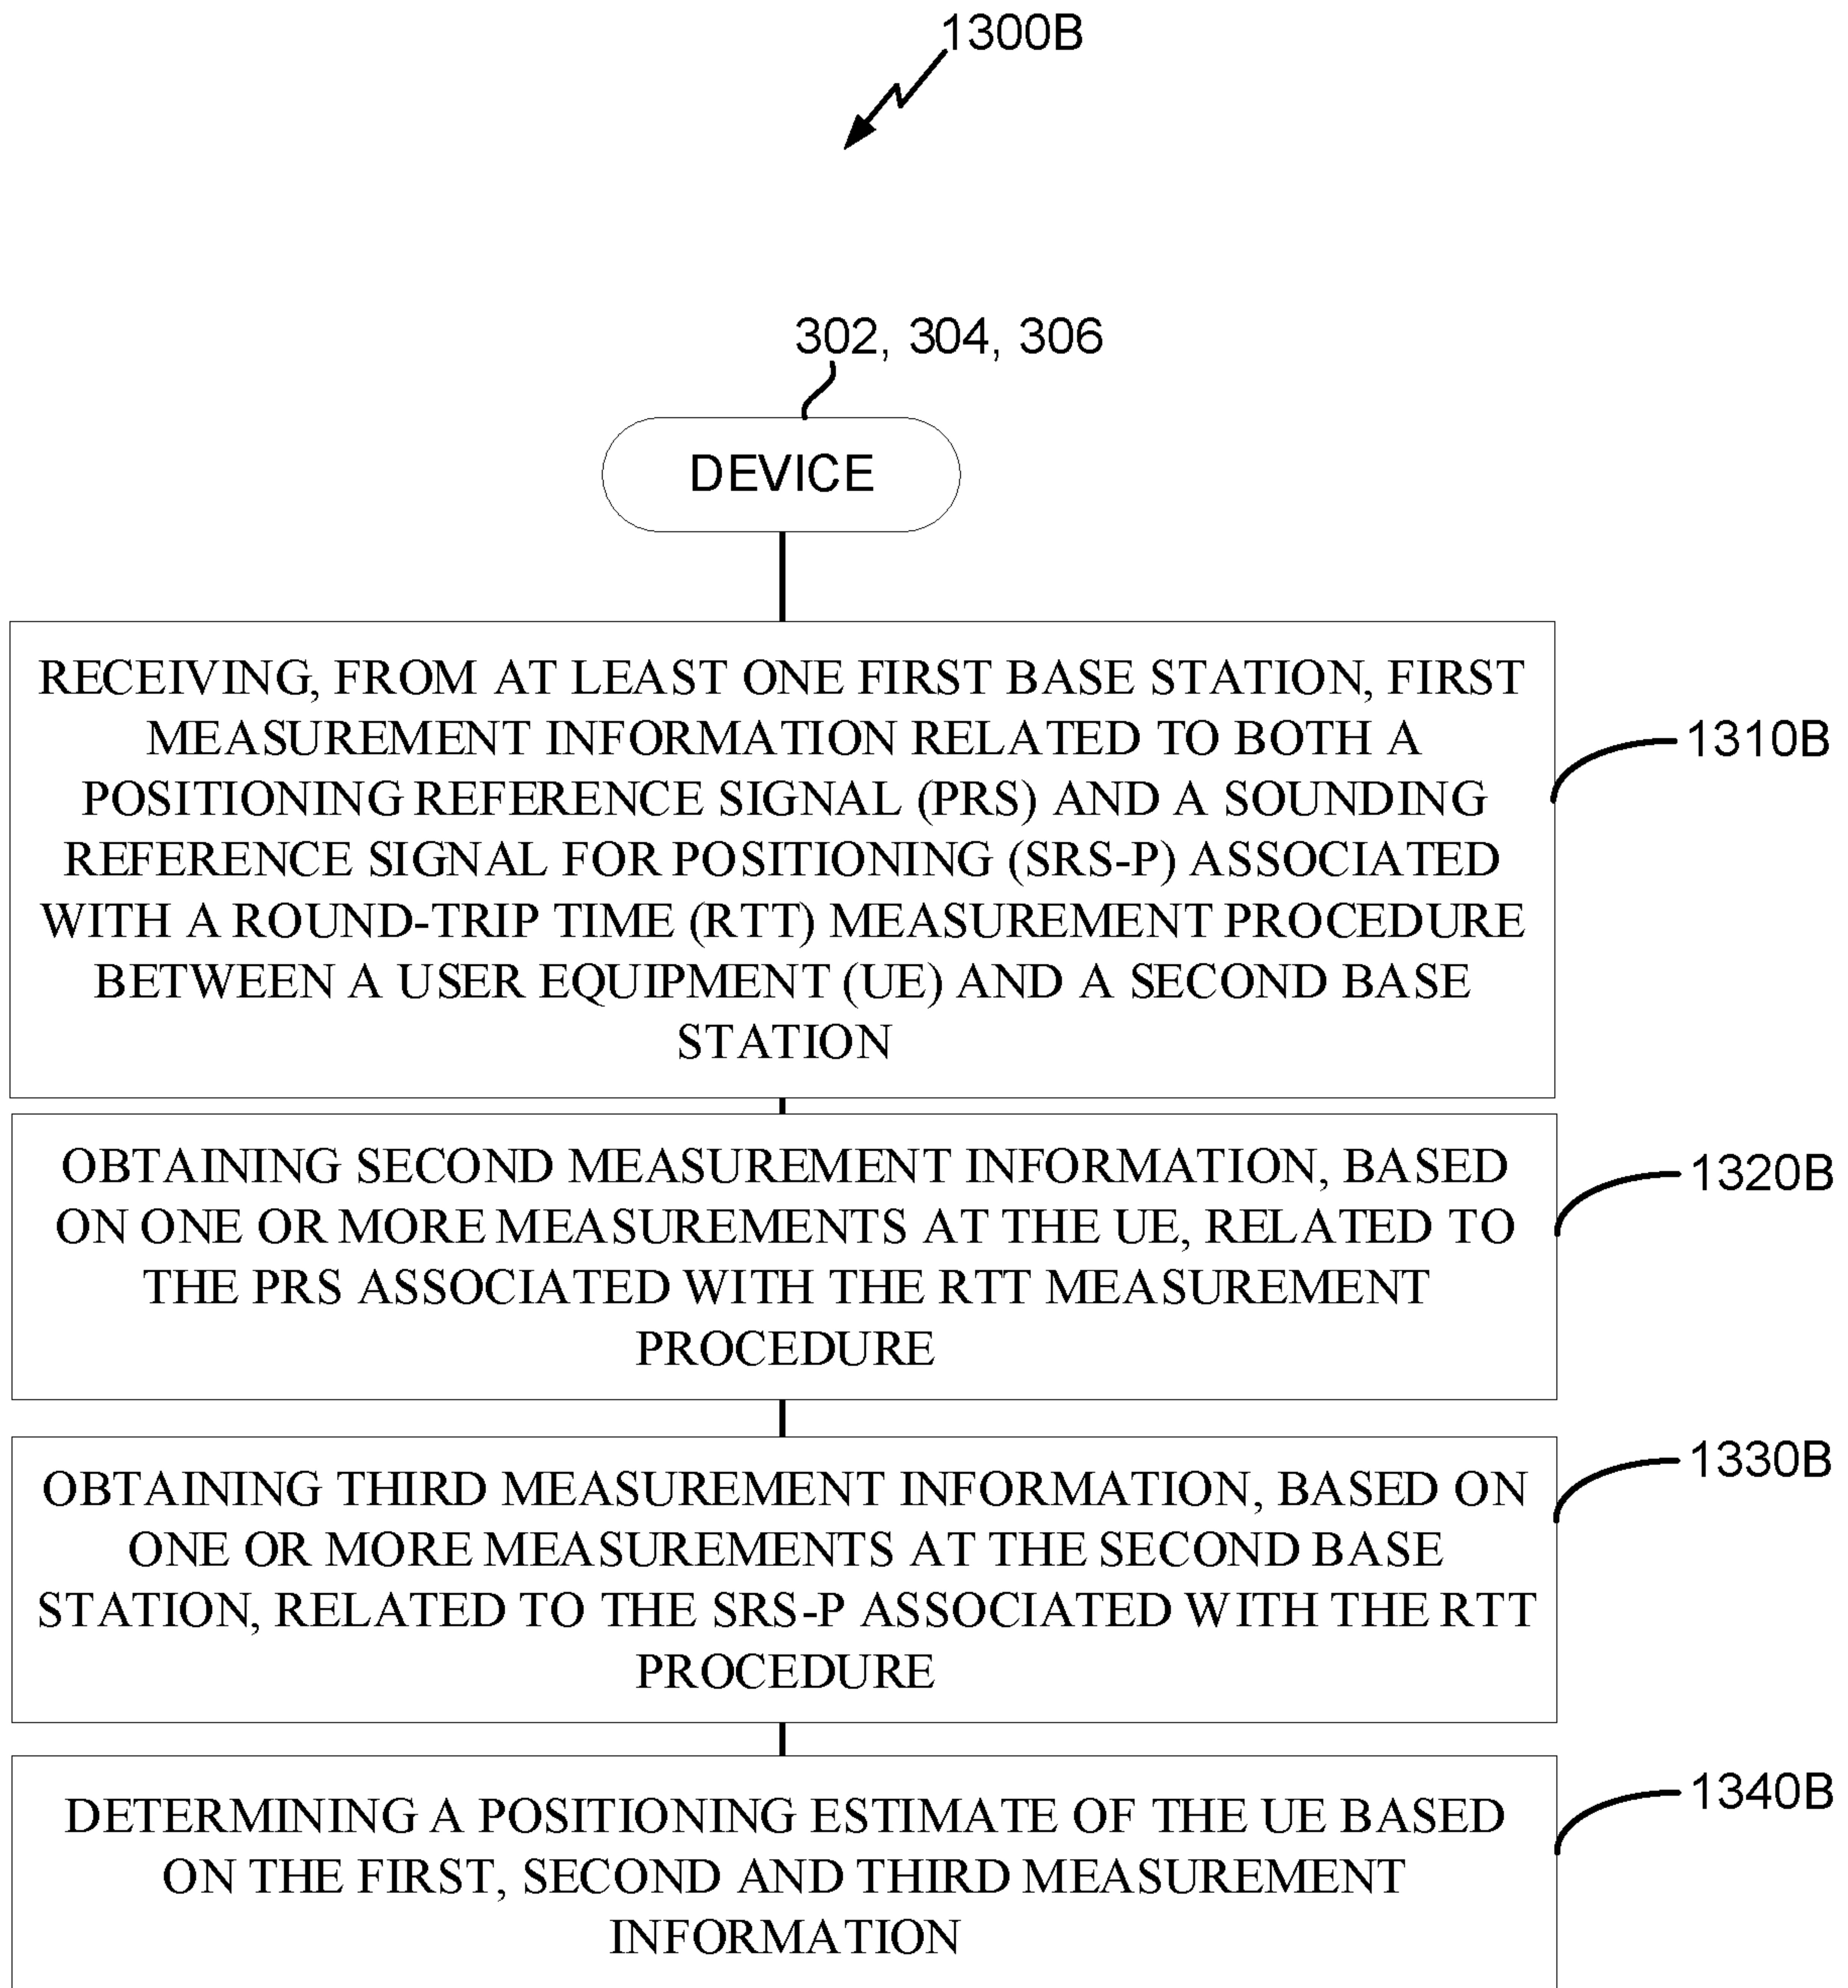 1300B
302, 304, 306
DEVICE
RECEIVING, FROM AT LEAST ONE FIRST BASE STATION, FIRST
MEASUREMENT INFORMATION RELATED TO BOTH A
POSITIONING REFERENCE SIGNAL (PRS) AND A SOUNDING
REFERENCE SIGNAL FOR POSITIONING (SRS-P) ASSOCIATED
WITH A ROUND-TRIP TIME (RTT) MEASUREMENT PROCEDURE
BETWEEN A USER EQUIPMENT (UE) AND A SECOND BASE
STATION
1310B
OBTAINING SECOND MEASUREMENT INFORMATION, BASED
ON ONE OR MORE MEASUREMENTS AT THE UE, RELATED TO
THE PRS ASSOCIATED WITH THE RTT MEASUREMENT
PROCEDURE
1320B
OBTAINING THIRD MEASUREMENT INFORMATION, BASED ON
ONE OR MORE MEASUREMENTS AT THE SECOND BASE
STATION, RELATED TO THE SRS-P ASSOCIATED WITH THE RTT
PROCEDURE
1330B
DETERMINING A POSITIONING ESTIMATE OF THE UE BASED
ON THE FIRST, SECOND AND THIRD MEASUREMENT
INFORMATION
1340B